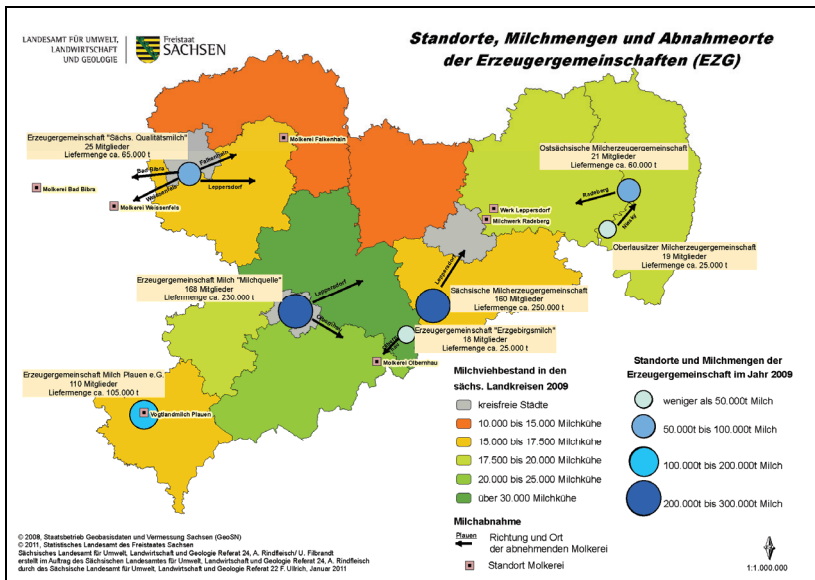 LANDESAMT FÜR UMWELT,
LANDWIRTSCHAFT
UND GEOLOGIE
Freistaat
SACHSEN
Standorte, Milchmengen und Abnahmeorte
der Erzeugergemeinschaften (EZG)
Erzeugergemeinschaft "Sächs. Qualitätsmilch"
25 Mitglieder
Liefermenge ca. 65.000 t
Molkerei Falkenhain
Falkenhain
Bad Bibra
Weissenfels
Leppersdorf
Molkerei Bad Bibra
Molkerei Weissenfels
Ostsächsische Milcherzeugergemeinschaft
21 Mitglieder
Liefermenge ca. 60.000 t
Radeberg
Niesky
Werk Leppersdorf
Milchwerk Radeberg
Oberlausitzer Milcherzeugergemeinschaft
19 Mitglieder
Liefermenge ca. 25.000 t
Erzeugergemeinschaft Milch "Milchquelle"
168 Mitglieder
Liefermenge ca. 230.000 t
Leppersdorf
Olbernhau
Leppersdorf
Sächsische Milcherzeugergemeinschaft
160 Mitglieder
Liefermenge ca. 250.000 t
Erzeugergemeinschaft "Erzgebirgsmilch"
18 Mitglieder
Liefermenge ca. 25.000 t
Molkerei Olbernhau
Erzeugergemeinschaft Milch Plauen e.G.
110 Mitglieder
Liefermenge ca. 105.000 t
Vogtlandmilch Plauen
Milchviehbestand in den
sächs. Landkreisen 2009
kreisfreie Städte
10.000 bis 15.000 Milchkühe
15.000 bis 17.500 Milchkühe
17.500 bis 20.000 Milchkühe
20.000 bis 25.000 Milchkühe
über 30.000 Milchkühe
Milchabnahme
Plauen
Richtung und Ort
der abnehmenden Molkerei
Standort Molkerei
Standorte und Milchmengen der
Erzeugergemeinschaft im Jahr 2009
weniger als 50.000t Milch
50.000t bis 100.000t Milch
100.000t bis 200.000t Milch
200.000t bis 300.000t Milch
1:1.000.000
© 2008, Staatsbetrieb Geobasisdaten und Vermessung Sachsen (GeoSN)
© 2011, Statistisches Landesamt des Freistaates Sachsen
Sächsisches Landesamt für Umwelt, Landwirtschaft und Geologie Referat 24, A. Rindfleisch/ U. Filbrandt
erstellt im Auftrag des Sächsischen Landesamtes für Umwelt, Landwirtschaft und Geologie Referat 24, A. Rindfleisch
durch das Sächsische Landesamt für Umwelt, Landwirtschaft und Geologie Referat 22 F. Ullrich, Januar 2011